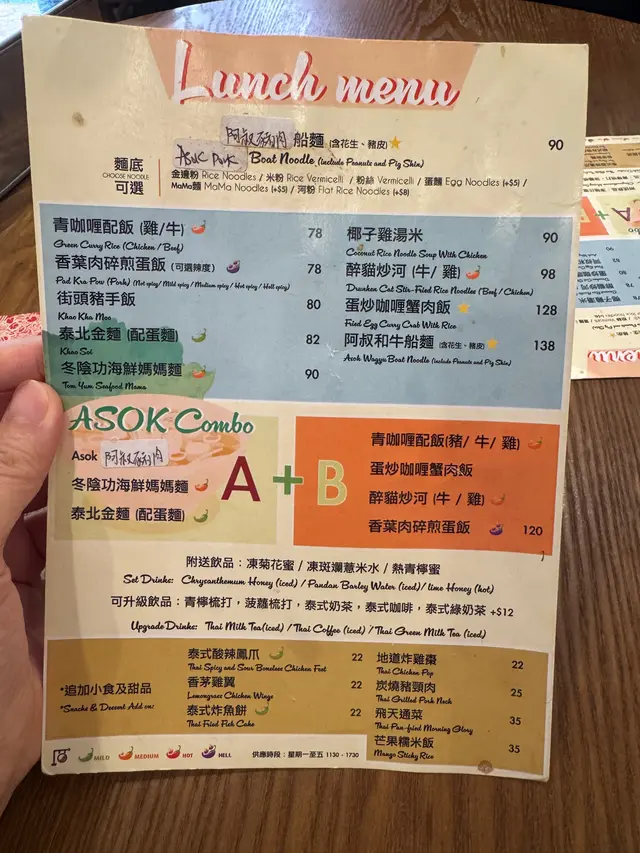 Lunch menu
阿叔豬肉 船麵 (含花生、豬皮) 90
Asuc Pork Boat Noodle (include Peanuts and Pig Skin)
麵底
CHOOSE NOODLE
可選
金邊粉 Rice Noodles / 米粉 Rice Vermicelli / 粉絲 Vermicelli / 蛋麵 Egg Noodles (+$5) /
MaMa麵 MaMa Noodles (+$5) / 河粉 Flat Rice Noodles (+$8)
青咖喱配飯 (雞/牛) 78
Green Curry Rice (Chicken / Beef)
香葉肉碎煎蛋飯 (可選辣度) 78
Pad Kra Pow (Pork) (Not spicy / Mild spicy / Medium spicy / Hot spicy / Hell spicy)
街頭豬手飯 80
Khao Kha Moo
泰北金麵 (配蛋麵) 82
Khao Soi
冬陰功海鮮媽媽麵 90
Tom Yum Seafood Mama
椰子雞湯米 90
Coconut Rice Noodle Soup With Chicken
醉貓炒河 (牛 / 雞) 98
Drunken Cat Stir-Fried Rice Noodles (Beef / Chicken)
蛋炒咖喱蟹肉飯 128
Fried Egg Curry Crab With Rice
阿叔和牛船麵 (含花生、豬皮) 138
Asok Wagyu Boat Noodle (include Peanuts and Pig Skin)
ASOK Combo
Asok 阿叔豬肉
冬陰功海鮮媽媽麵
泰北金麵 (配蛋麵)
A + B
青咖喱配飯(豬/ 牛/ 雞)
蛋炒咖喱蟹肉飯
醉貓炒河 (牛 / 雞)
香葉肉碎煎蛋飯 120
附送飲品：凍菊花蜜 / 凍斑斕薏米水 / 熱青檸蜜
Set Drinks: Chrysanthemum Honey (iced) / Pandan Barley Water (iced)/ lime Honey (hot)
可升級飲品：青檸梳打，菠蘿梳打，泰式奶茶，泰式咖啡，泰式綠奶茶 +$12
Upgrade Drinks: Thai Milk Tea(iced) / Thai Coffee (iced) / Thai Green Milk Tea (iced)
*追加小食及甜品
*Snacks & Dessert Add on:
泰式酸辣鳳爪 22
Thai Spicy and Sour Boneless Chicken Feet
香茅雞翼 22
Lemongrass Chicken Wings
泰式炸魚餅 22
Thai Fried Fish Cake
地道炸雞棗 22
Thai Chicken Pop
炭燒豬頸肉 25
Thai Grilled Pork Neck
飛天通菜 35
Thai Pan-fried Morning Glory
芒果糯米飯 35
Mango Sticky Rice
MILD MEDIUM HOT HELL 供應時段：星期一至五 1130 - 1730